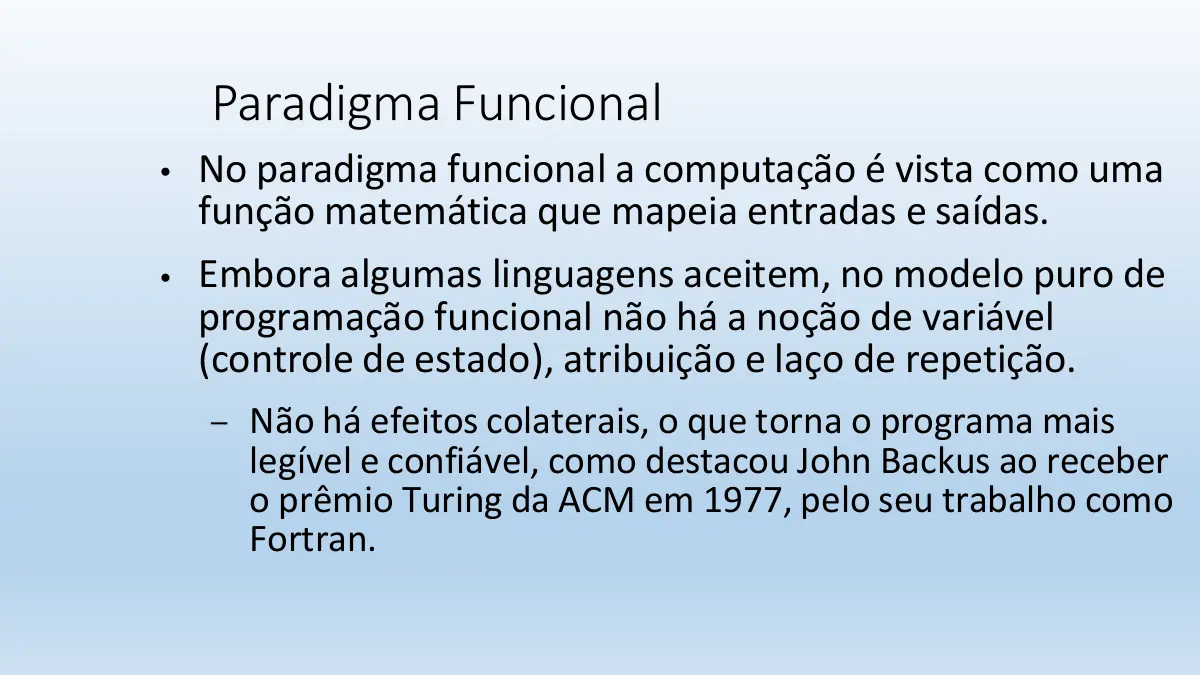 Paradigma Funcional
• No paradigma funcional a computação é vista como uma
função matemática que mapeia entradas e saídas.
• Embora algumas linguagens aceitem, no modelo puro de
programação funcional não há a noção de variável
(controle de estado), atribuição e laço de repetição.
– Não há efeitos colaterais, o que torna o programa mais
legível e confiável, como destacou John Backus ao receber
o prêmio Turing da ACM em 1977, pelo seu trabalho como
Fortran.